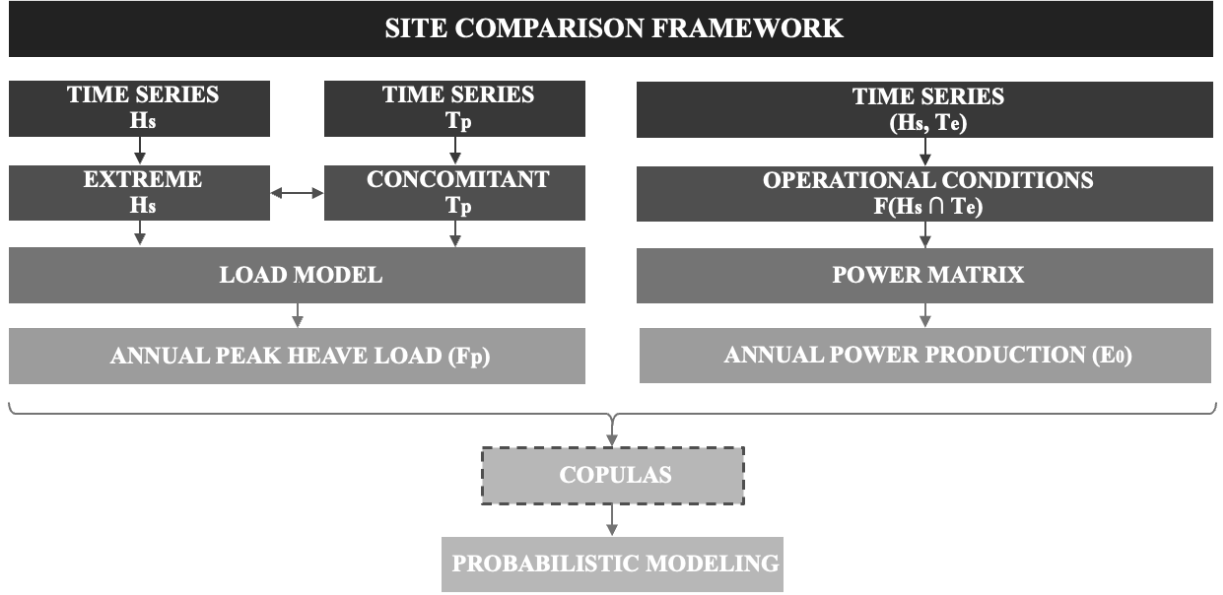 SITE COMPARISON FRAMEWORK
TIME SERIES
Hs
TIME SERIES
Tp
TIME SERIES
(Hs, Te)
EXTREME
Hs
CONCOMITANT
Tp
OPERATIONAL CONDITIONS
F(Hs ∩ Te)
LOAD MODEL
POWER MATRIX
ANNUAL PEAK HEAVE LOAD (Fp)
ANNUAL POWER PRODUCTION (E0)
COPULAS
PROBABILISTIC MODELING